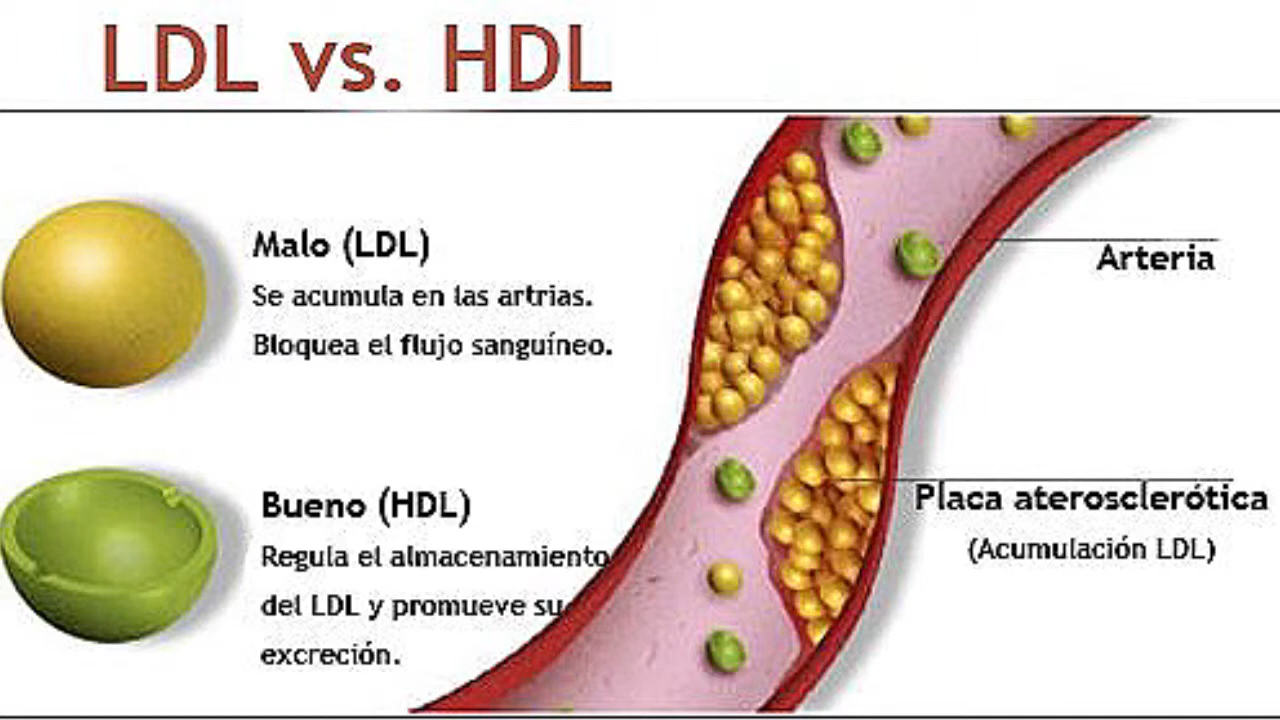 LDL vs. HDL
Malo (LDL)
Se acumula en las artrias.
Bloquea el flujo sanguíneo.
Bueno (HDL)
Regula el almacenamiento
del LDL y promueve su
excreción.
Arteria
Placa aterosclerótica
(Acumulación LDL)